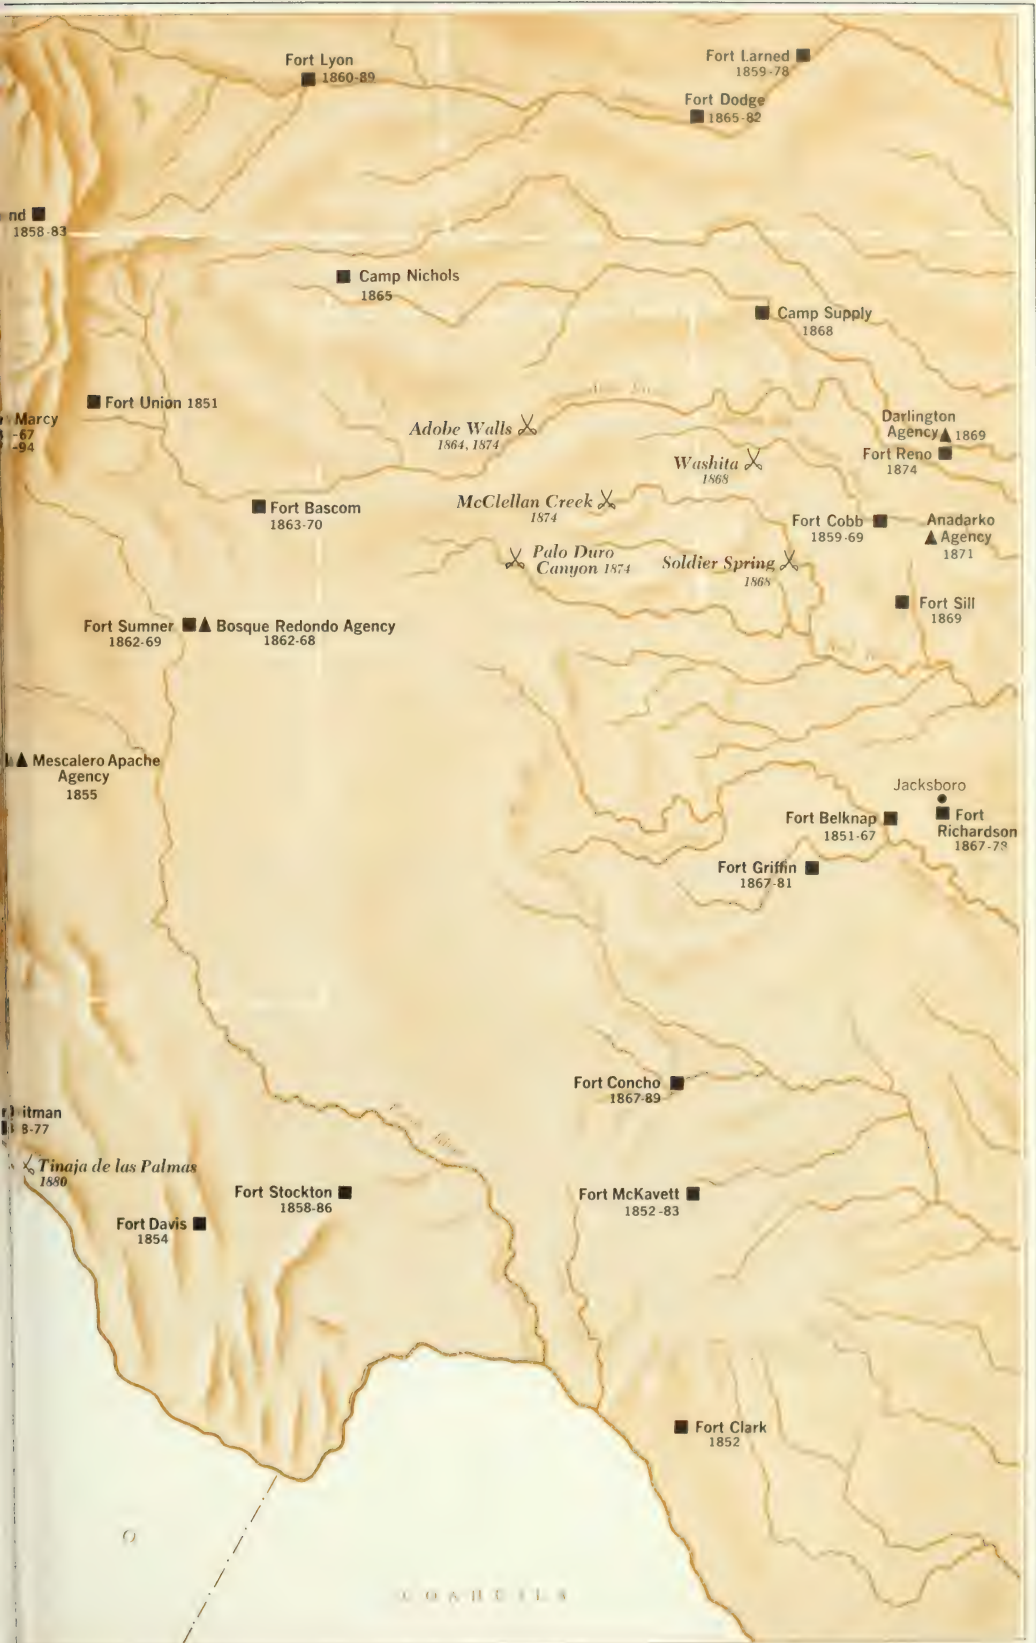 Fort Lyon
1860-89
Fort Larned
1859-78
Fort Dodge
1865-82
nd
1858-83
Camp Nichols
1865
Camp Supply
1868
Fort Union 1851
Marcy
-67
-94
Adobe Walls
1864, 1874
Darlington
Agency 1869
Fort Reno
1874
Washita
1868
McClellan Creek
1874
Fort Bascom
1863-70
Fort Cobb
1859-69
Anadarko
Agency
1871
Palo Duro
Canyon 1874
Soldier Spring
1868
Fort Sill
1869
Fort Sumner
1862-69
Bosque Redondo Agency
1862-68
Mescalero Apache
Agency
1855
Jacksboro
Fort Belknap
1851-67
Fort
Richardson
1867-78
Fort Griffin
1867-81
Fort Concho
1867-89
itman
8-77
Tinaja de las Palmas
1880
Fort Stockton
1858-86
Fort McKavett
1852-83
Fort Davis
1854
Fort Clark
1852
O
COAHUILA